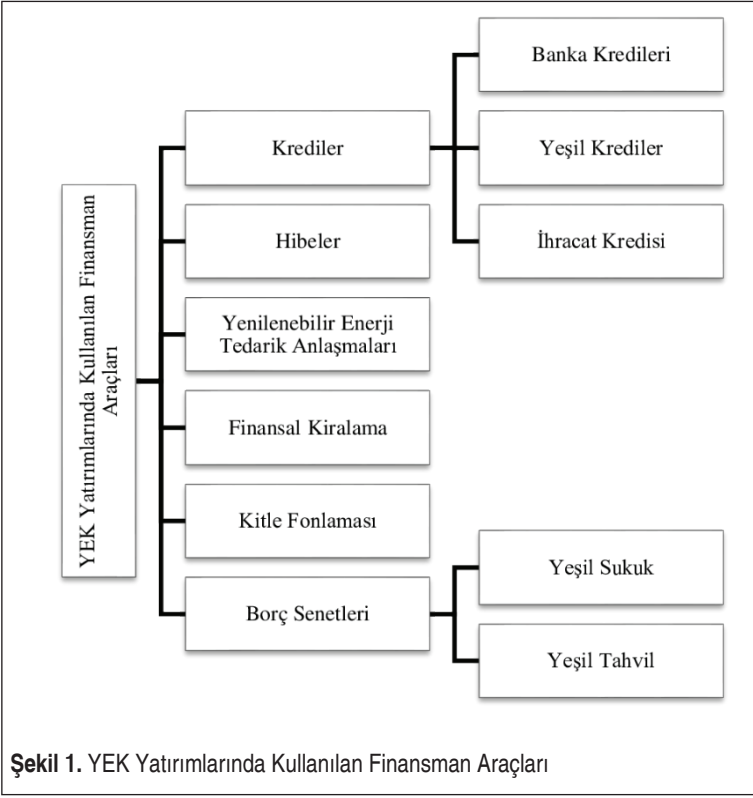 YEK Yatırımlarında Kullanılan Finansman
Araçları
Krediler
Banka Kredileri
Yeşil Krediler
İhracat Kredisi
Hibeler
Yenilenebilir Enerji
Tedarik Anlaşmaları
Finansal Kiralama
Kitle Fonlaması
Borç Senetleri
Yeşil Sukuk
Yeşil Tahvil
Şekil 1. YEK Yatırımlarında Kullanılan Finansman Araçları